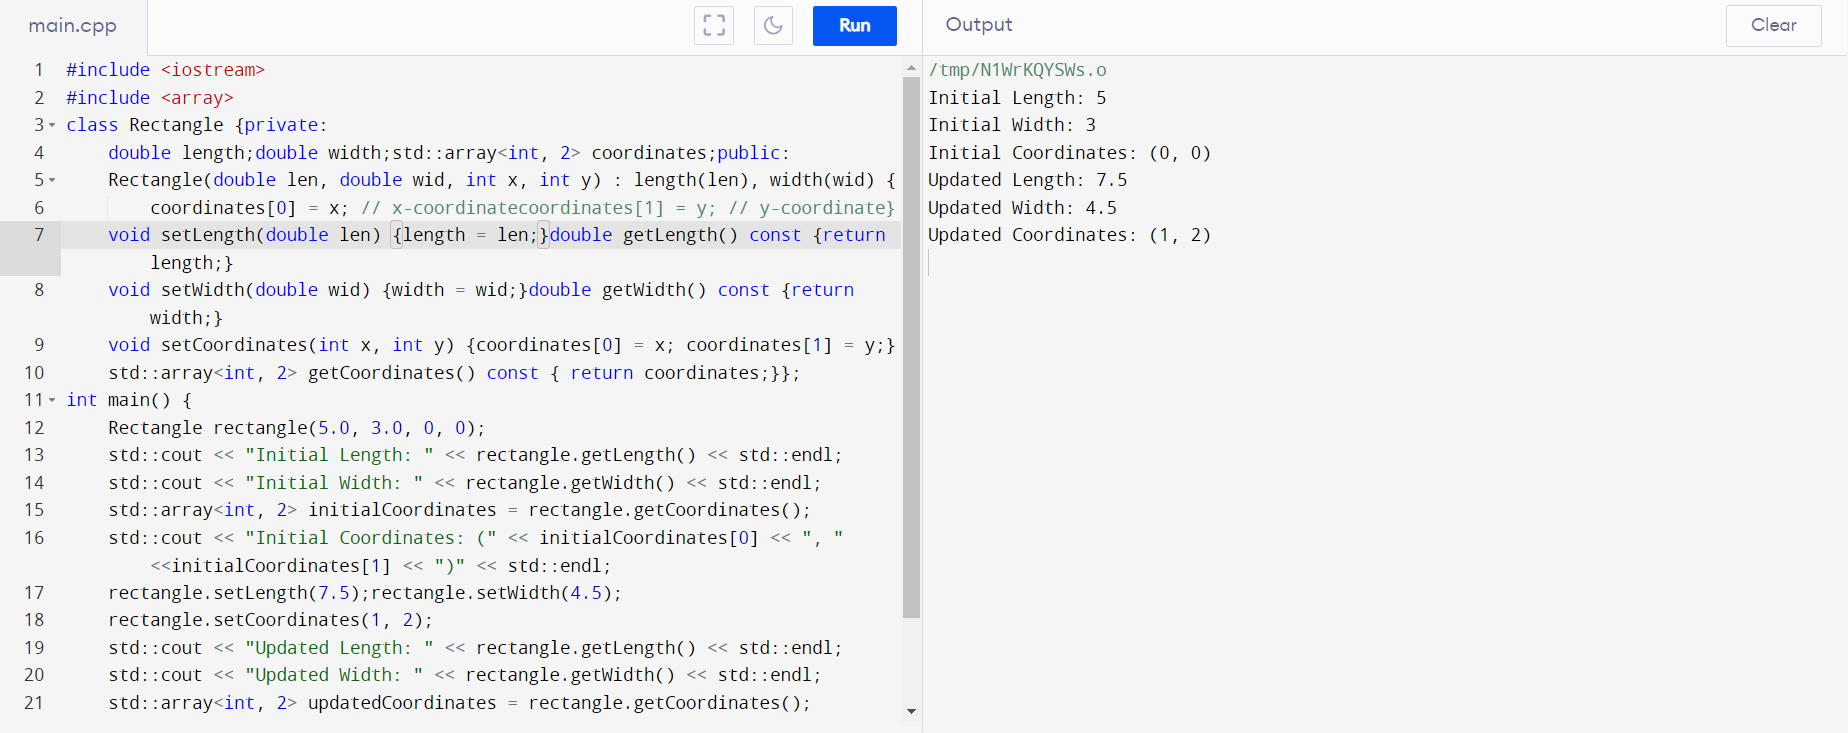 main.cpp
Run
Output
Clear
1 #include <iostream>
2 #include <array>
3 class Rectangle {private:
4 double length;double width;std::array<int, 2> coordinates;public:
5 Rectangle(double len, double wid, int x, int y) : length(len), width(wid) {
6 coordinates[0] = x; // x-coordinatecoordinates[1] = y; // y-coordinate}
7 void setLength(double len) {length = len;}double getLength() const {return
length;}
8 void setWidth(double wid) {width = wid;}double getWidth() const {return
width;}
9 void setCoordinates(int x, int y) {coordinates[0] = x; coordinates[1] = y;}
10 std::array<int, 2> getCoordinates() const { return coordinates;}};
11 int main() {
12 Rectangle rectangle(5.0, 3.0, 0, 0);
13 std::cout << "Initial Length: " << rectangle.getLength() << std::endl;
14 std::cout << "Initial Width: " << rectangle.getWidth() << std::endl;
15 std::array<int, 2> initialCoordinates = rectangle.getCoordinates();
16 std::cout << "Initial Coordinates: (" << initialCoordinates[0] << ", "
<<initialCoordinates[1] << ")" << std::endl;
17 rectangle.setLength(7.5);rectangle.setWidth(4.5);
18 rectangle.setCoordinates(1, 2);
19 std::cout << "Updated Length: " << rectangle.getLength() << std::endl;
20 std::cout << "Updated Width: " << rectangle.getWidth() << std::endl;
21 std::array<int, 2> updatedCoordinates = rectangle.getCoordinates();
/tmp/N1WrKQYSWs.o
Initial Length: 5
Initial Width: 3
Initial Coordinates: (0, 0)
Updated Length: 7.5
Updated Width: 4.5
Updated Coordinates: (1, 2)